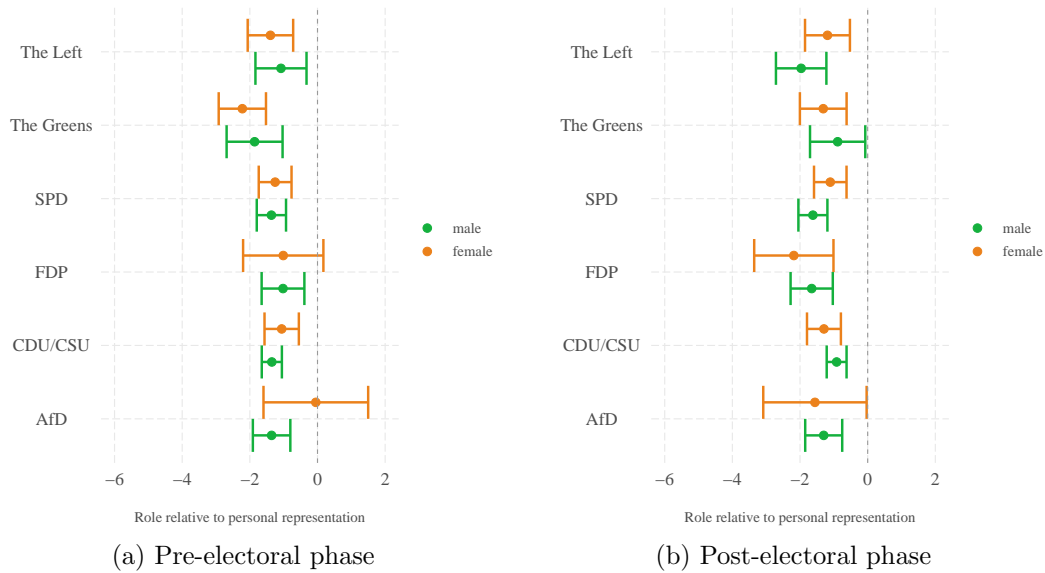 The Left
The Greens
SPD
FDP
CDU/CSU
AfD
−6 −4 −2 0 2
Role relative to personal representation
male
female
(a) Pre-electoral phase
The Left
The Greens
SPD
FDP
CDU/CSU
AfD
−6 −4 −2 0 2
Role relative to personal representation
male
female
(b) Post-electoral phase